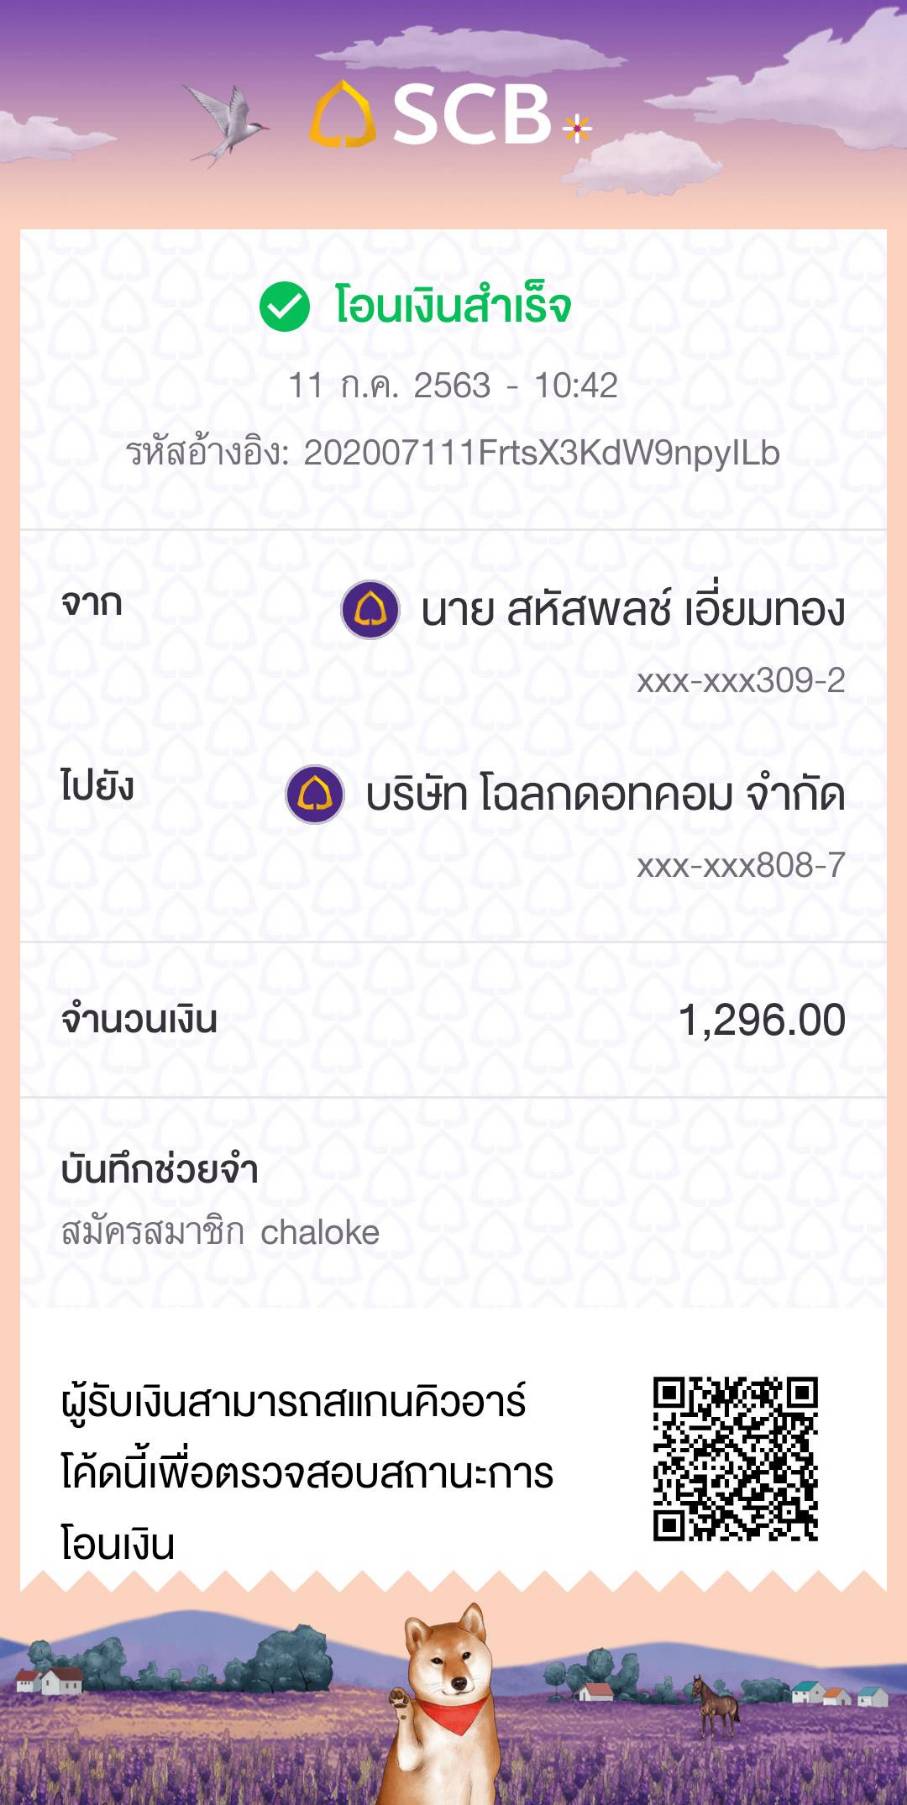 SCB
โอนเงินสำเร็จ
11 ก.ค. 2563 - 10:42
รหัสอ้างอิง: 202007111FrtsX3KdW9npyILb
จาก
นาย สหัสพลช์ เอี่ยมทอง
xxx-xxx309-2
ไปยัง
บริษัท โฉลกดอทคอม จำกัด
xxx-xxx808-7
จำนวนเงิน 1,296.00
บันทึกช่วยจำ
สมัครสมาชิก chaloke
ผู้รับเงินสามารถสแกนคิวอาร์
โค้ดนี้เพื่อตรวจสอบสถานะการ
โอนเงิน